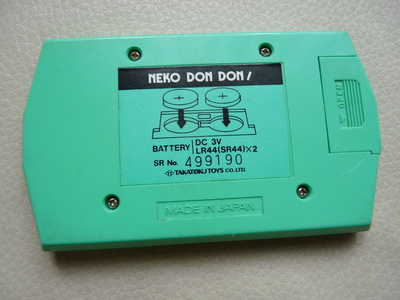 NEKO DON DON!
OPEN
BATTERY DC 3V
LR44(SR44)×2
SR No. 499190
TAKATOKU TOYS CO.,LTD.
MADE IN JAPAN